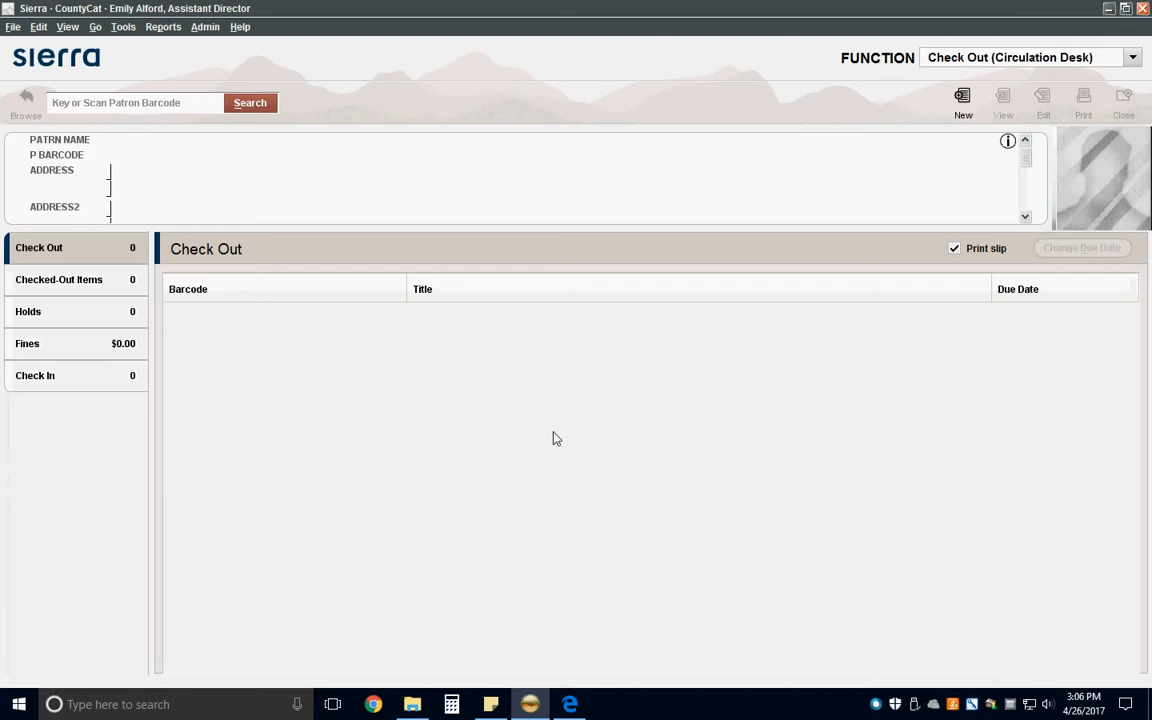 Sierra · CountyCat · Emily Alford, Assistant Director
File Edit View Go Tools Reports Admin Help
sierra
FUNCTION Check Out (Circulation Desk)
Browse Key or Scan Patron Barcode Search New View Edit Print Close
PATRN NAME
P BARCODE
ADDRESS
ADDRESS2
Check Out 0
Checked-Out Items 0
Holds 0
Fines $0.00
Check In 0
Check Out Print slip Change Due Date
Barcode Title Due Date
Type here to search
3:06 PM
4/26/2017